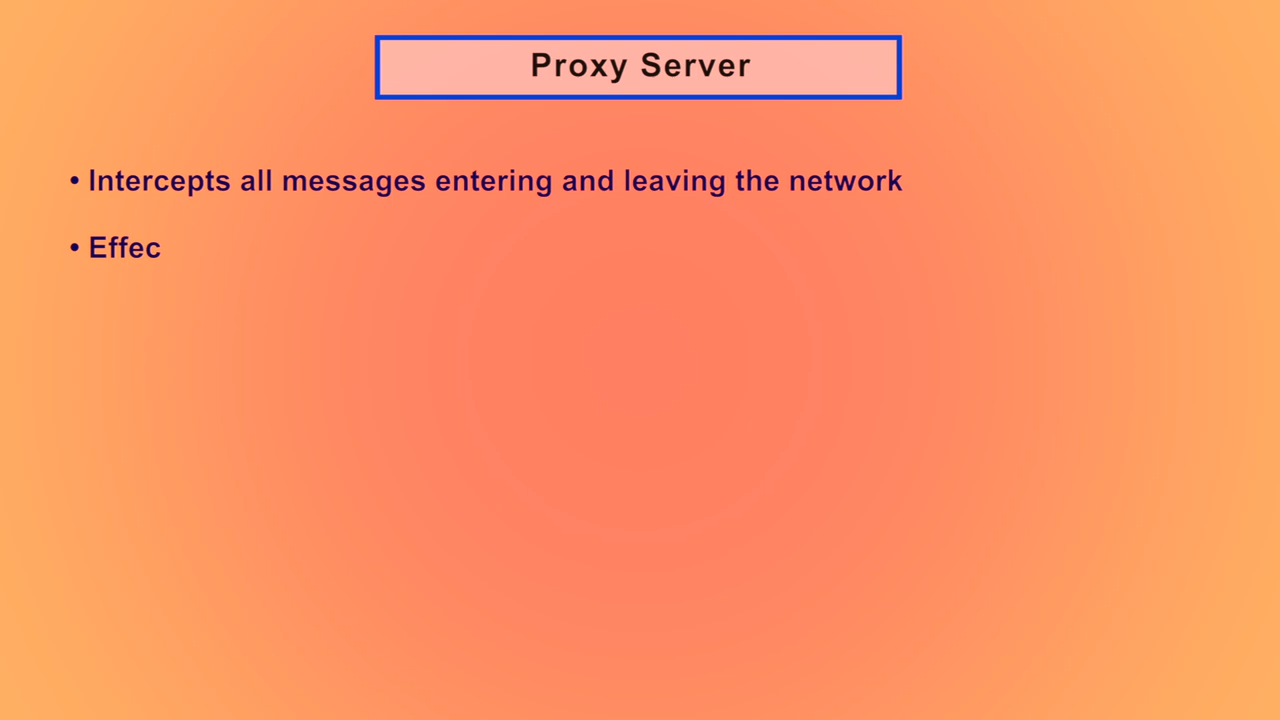 Proxy Server
• Intercepts all messages entering and leaving the network
• Effec